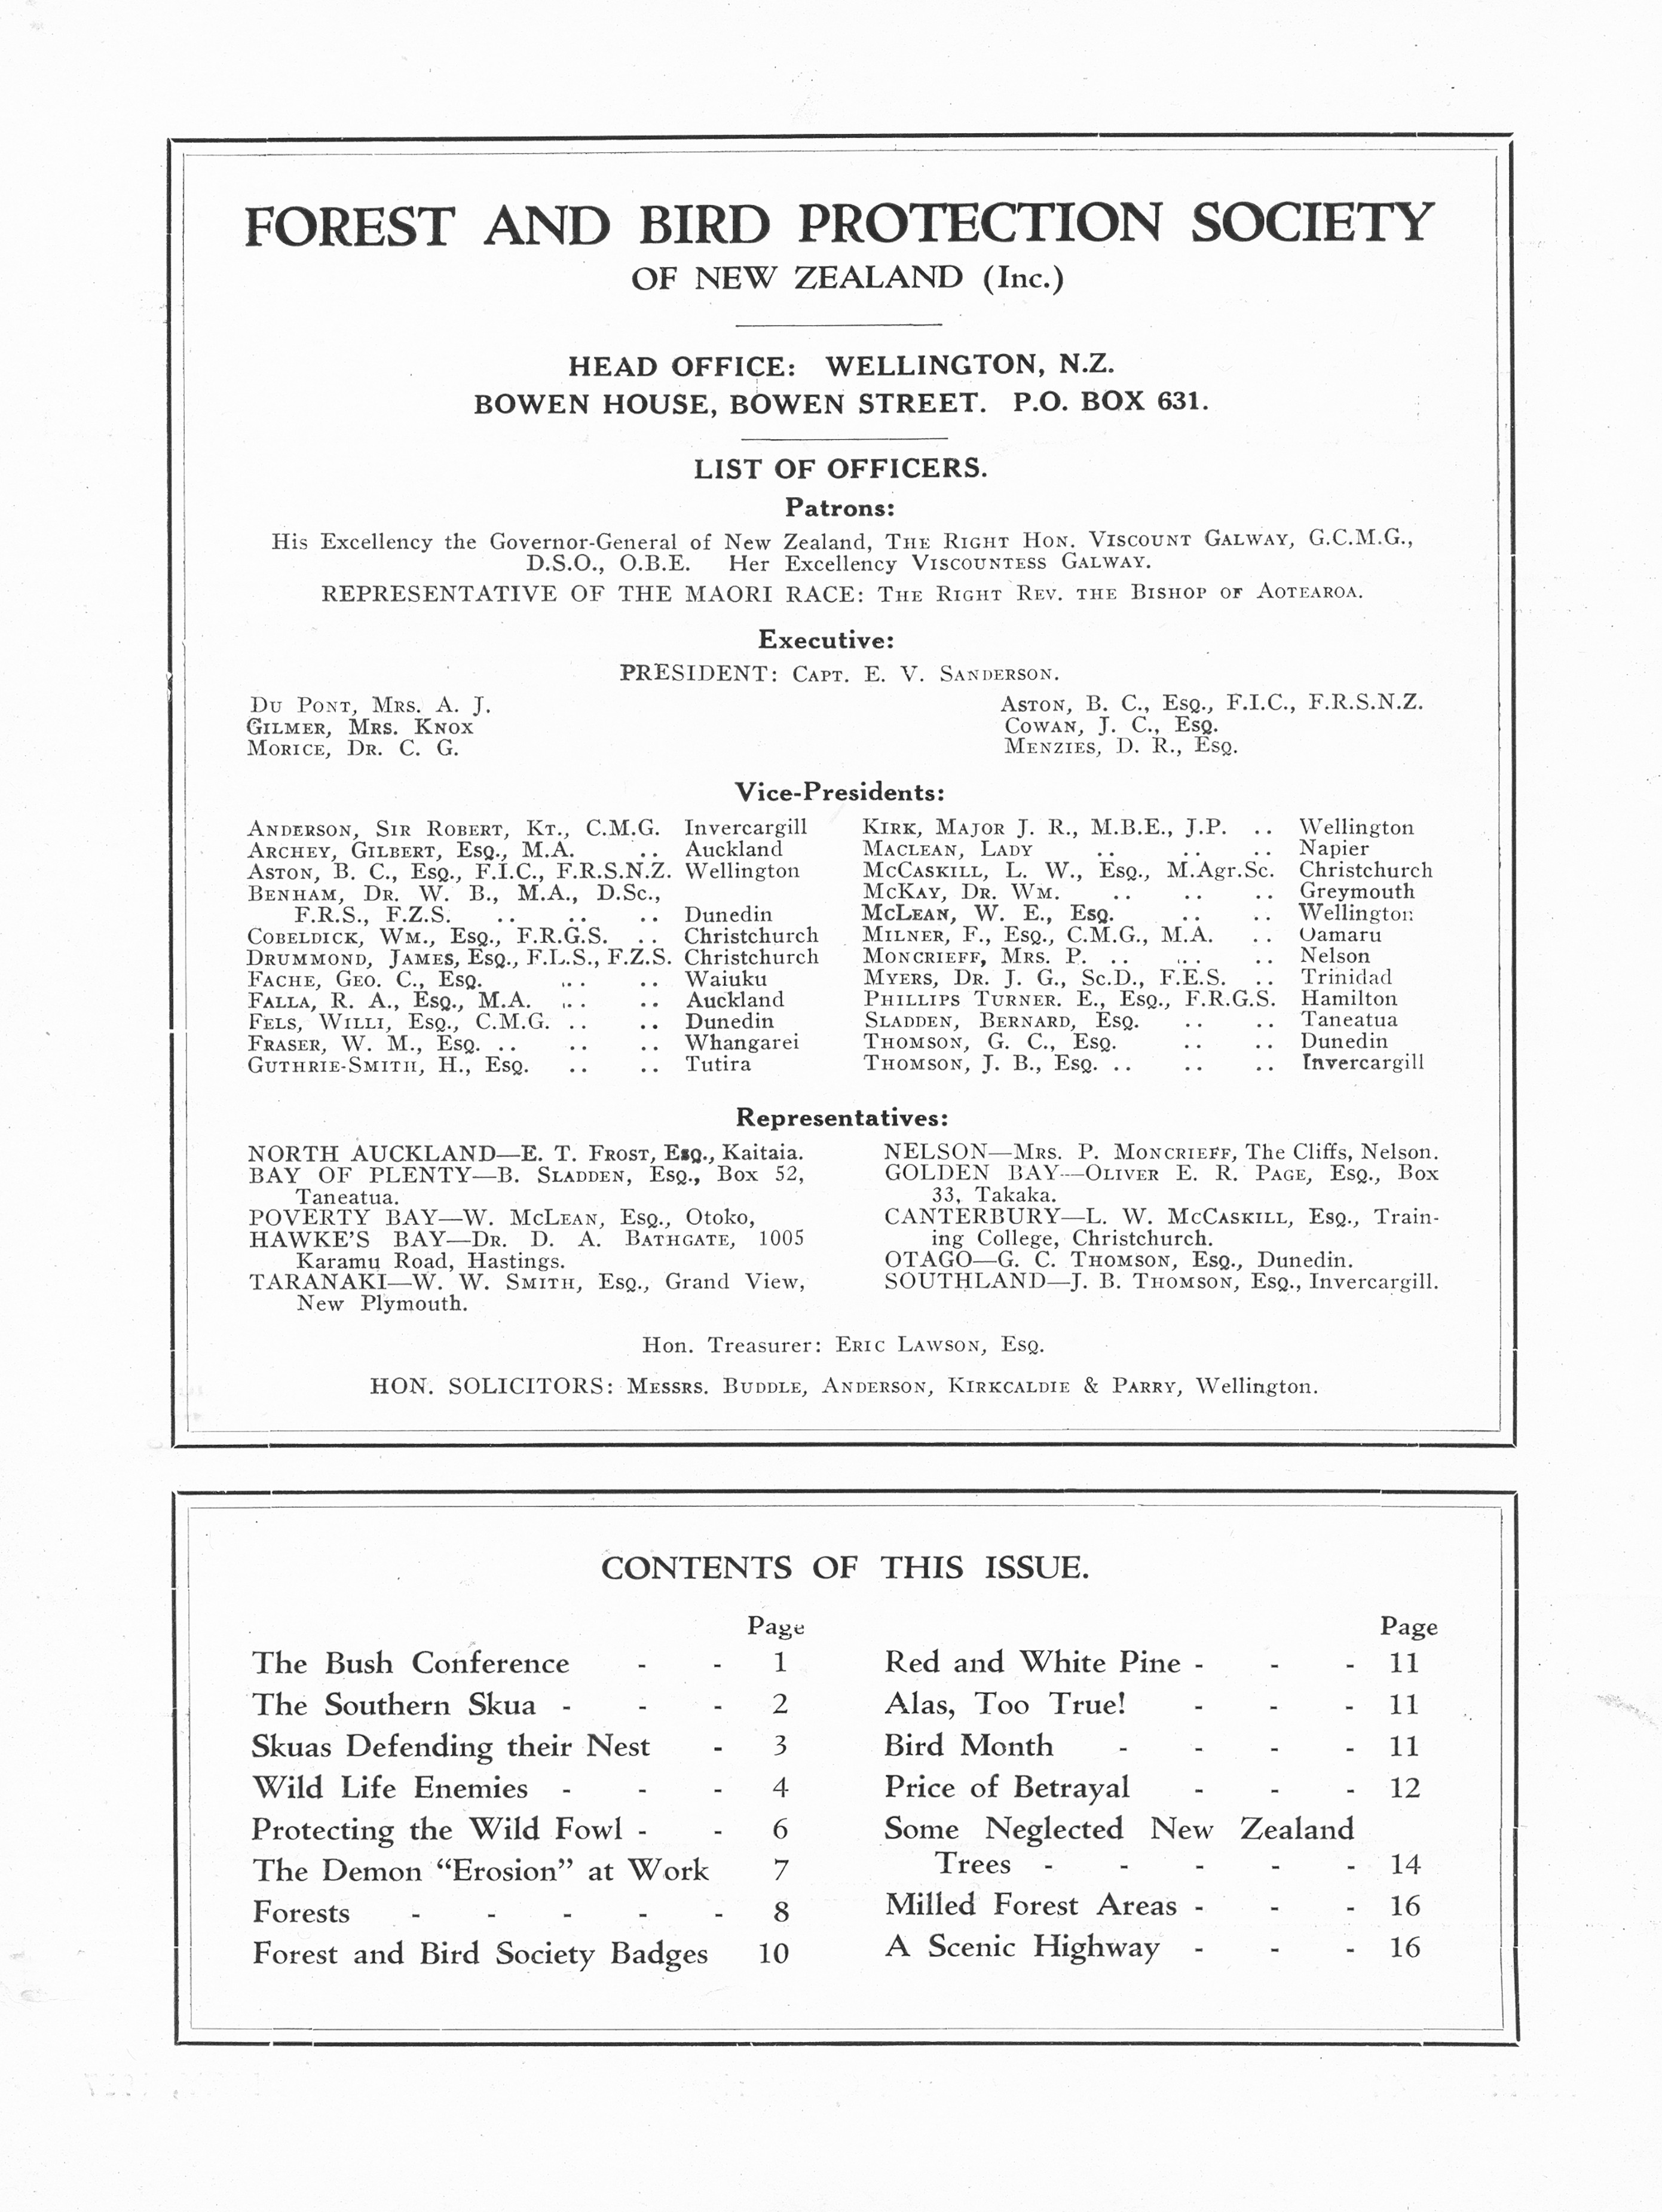 FOREST AND BIRD PROTECTION SOCIETY
OF NEW ZEALAND (Inc.)
HEAD OFFICE: WELLINGTON, N.Z.
BOWEN HOUSE, BOWEN STREET. P.O. BOX 631.
LIST OF OFFICERS.
Patrons:
His Excellency the Governor-General of New Zealand, THE RIGHT HON. VISCOUNT GALWAY, G.C.M.G.,
D.S.O., O.B.E. Her Excellency VISCOUNTESS GALWAY.
REPRESENTATIVE OF THE MAORI RACE: THE RIGHT REV. THE BISHOP OF AOTEAROA.
Executive:
PRESIDENT: CAPT. E. V. SANDERSON.
DU PONT, MRS. A. J.
GILMER, MRS. KNOX
MORICE, DR. C. G.
ASTON, B. C., ESQ., F.I.C., F.R.S.N.Z.
COWAN, J. C., ESQ.
MENZIES, D. R., ESQ.
Vice-Presidents:
ANDERSON, SIR ROBERT, KT., C.M.G. Invercargill
ARCHEY, GILBERT, ESQ., M.A. .. Auckland
ASTON, B. C., ESQ., F.I.C., F.R.S.N.Z. Wellington
BENHAM, DR. W. B., M.A., D.Sc.,
F.R.S., F.Z.S. .. .. .. Dunedin
COBELDICK, WM., ESQ., F.R.G.S. .. Christchurch
DRUMMOND, JAMES, ESQ., F.L.S., F.Z.S. Christchurch
FACHE, GEO. C., ESQ. .. .. Waiuku
FALLA, R. A., ESQ., M.A. .. .. Auckland
FELS, WILLI, ESQ., C.M.G. .. .. Dunedin
FRASER, W. M., ESQ. .. .. .. Whangarei
GUTHRIE-SMITH, H., ESQ. .. .. Tutira
KIRK, MAJOR J. R., M.B.E., J.P. .. Wellington
MACLEAN, LADY .. .. .. Napier
MCCASKILL, L. W., ESQ., M.Agr.Sc. Christchurch
MCKAY, DR. WM. .. .. .. Greymouth
MCLEAN, W. E., ESQ. .. .. Wellington
MILNER, F., ESQ., C.M.G., M.A. .. Oamaru
MONCRIEFF, MRS. P. .. .. .. Nelson
MYERS, DR. J. G., Sc.D., F.E.S. .. Trinidad
PHILLIPS TURNER. E., ESQ., F.R.G.S. Hamilton
SLADDEN, BERNARD, ESQ. .. .. Taneatua
THOMSON, G. C., ESQ. .. .. Dunedin
THOMSON, J. B., ESQ. .. .. .. Invercargill
Representatives:
NORTH AUCKLAND—E. T. FROST, ESQ., Kaitaia.
BAY OF PLENTY—B. SLADDEN, ESQ., Box 52,
Taneatua.
POVERTY BAY—W. MCLEAN, ESQ., Otoko,
HAWKE'S BAY—DR. D. A. BATHGATE, 1005
Karamu Road, Hastings.
TARANAKI—W. W. SMITH, ESQ., Grand View,
New Plymouth.
NELSON—MRS. P. MONCRIEFF, The Cliffs, Nelson.
GOLDEN BAY—OLIVER E. R. PAGE, ESQ., Box
33, Takaka.
CANTERBURY—L. W. MCCASKILL, ESQ., Train-
ing College, Christchurch.
OTAGO—G. C. THOMSON, ESQ., Dunedin.
SOUTHLAND—J. B. THOMSON, ESQ., Invercargill.
Hon. Treasurer: ERIC LAWSON, ESQ.
HON. SOLICITORS: MESSRS. BUDDLE, ANDERSON, KIRKCALDIE & PARRY, Wellington.
CONTENTS OF THIS ISSUE.
Page
The Bush Conference - - 1
The Southern Skua - - - 2
Skuas Defending their Nest - 3
Wild Life Enemies - - - 4
Protecting the Wild Fowl - - 6
The Demon “Erosion” at Work 7
Forests - - - - - 8
Forest and Bird Society Badges 10
Page
Red and White Pine - - - 11
Alas, Too True! - - - 11
Bird Month - - - - 11
Price of Betrayal - - - 12
Some Neglected New Zealand
Trees - - - - - 14
Milled Forest Areas - - - 16
A Scenic Highway - - - 16